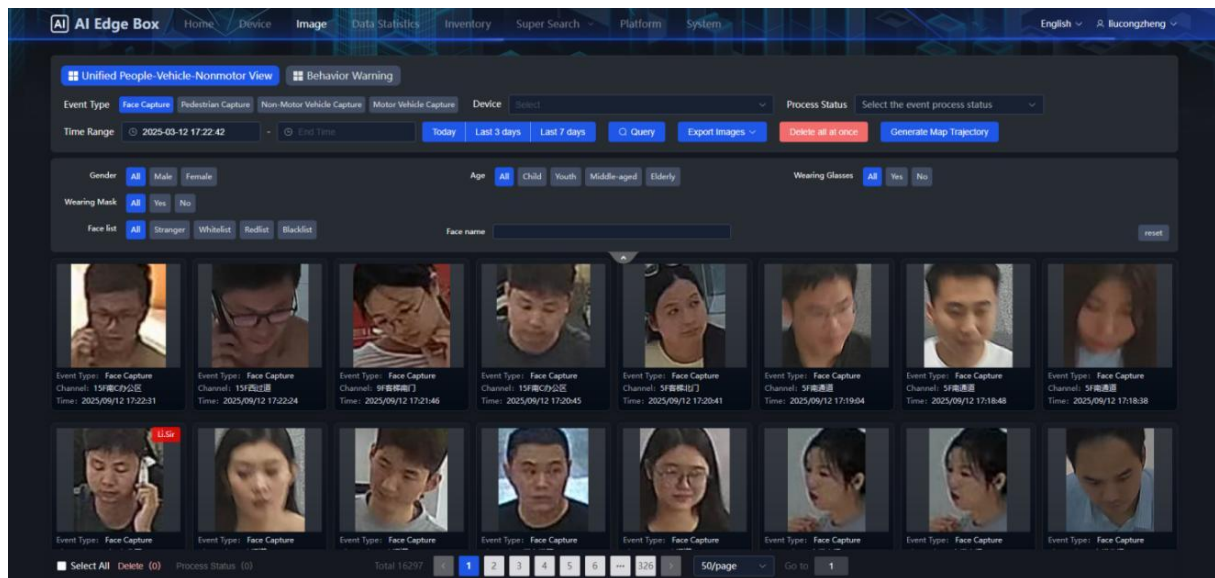 AI AI Edge Box Home Device Image Data Statistics Inventory Super Search Platform System English liucongzheng
Unified People-Vehicle-Nonmotor View Behavior Warning
Event Type Face Capture Pedestrian Capture Non-Motor Vehicle Capture Motor Vehicle Capture Device Select Process Status Select the event process status
Time Range 2025-03-12 17:22:42 - End Time Today Last 3 days Last 7 days Query Export Images Delete all at once Generate Map Trajectory
Gender All Male Female Age All Child Youth Middle-aged Elderly Wearing Glasses All Yes No
Wearing Mask All Yes No
Face list All Stranger Whitelist Redlist Blacklist Face name reset
Event Type: Face Capture Event Type: Face Capture Event Type: Face Capture Event Type: Face Capture Event Type: Face Capture Event Type: Face Capture Event Type: Face Capture Event Type: Face Capture
Channel: 15F南C办公区 Channel: 15F西过道 Channel: 9F客梯南门 Channel: 15F南C办公区 Channel: 5F客梯北门 Channel: 5F南通道 Channel: 5F南通道 Channel: 5F南通道
Time: 2025/09/12 17:22:31 Time: 2025/09/12 17:22:24 Time: 2025/09/12 17:21:46 Time: 2025/09/12 17:20:45 Time: 2025/09/12 17:20:41 Time: 2025/09/12 17:19:04 Time: 2025/09/12 17:18:48 Time: 2025/09/12 17:18:38
Li.Sir
Event Type: Face Capture Event Type: Face Capture Event Type: Face Capture Event Type: Face Capture Event Type: Face Capture Event Type: Face Capture Event Type: Face Capture Event Type: Face Capture
Select All Delete (0) Process Status (0) Total 16297 1 2 3 4 5 6 ... 326 50/page Go to 1